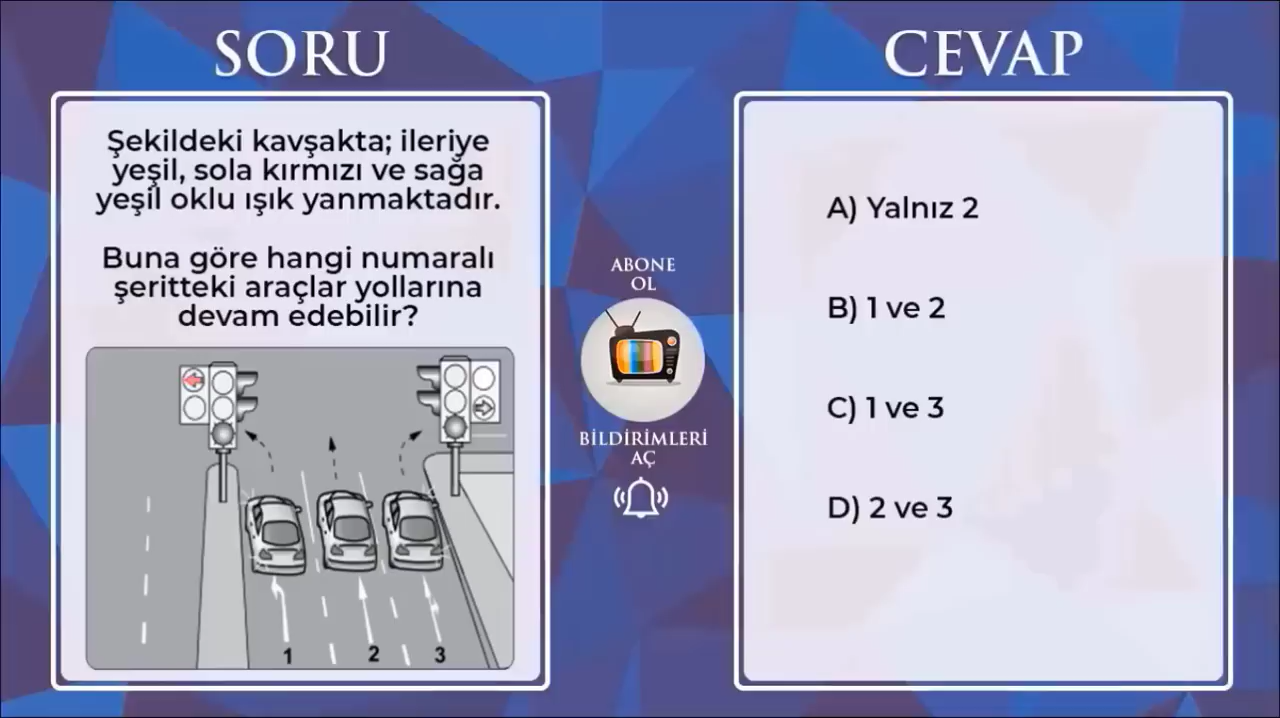 SORU
Şekildeki kavşakta; ileriye
yeşil, sola kırmızı ve sağa
yeşil oklu ışık yanmaktadır.
Buna göre hangi numaralı
şeritteki araçlar yollarına
devam edebilir?
1 2 3
ABONE
OL
BİLDİRİMLERİ
AÇ
CEVAP
A) Yalnız 2
B) 1 ve 2
C) 1 ve 3
D) 2 ve 3